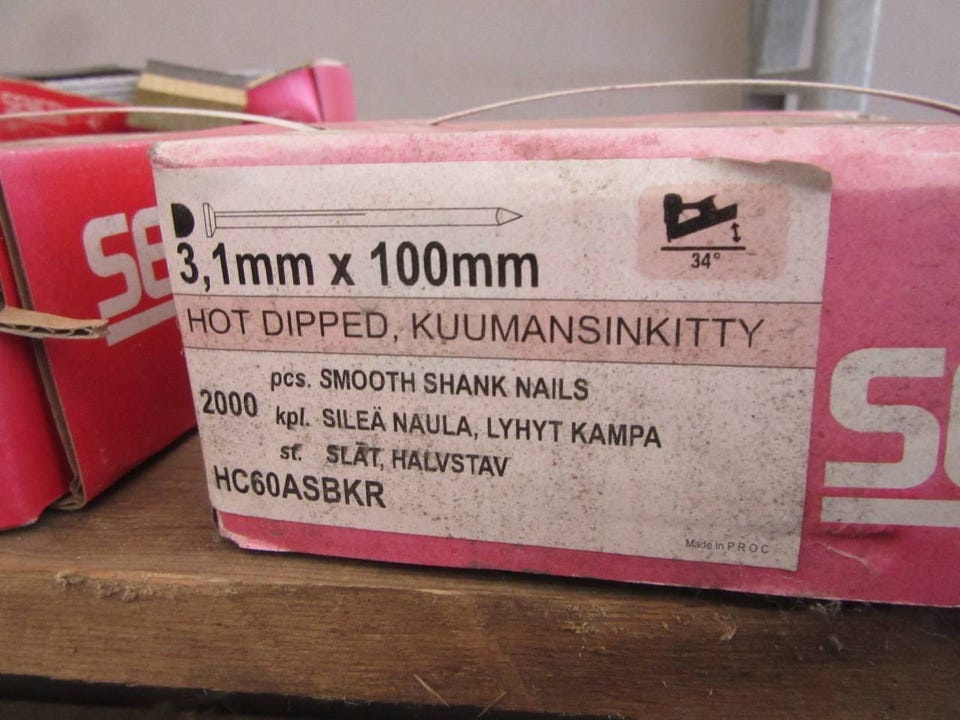 3,1mm x 100mm
34°
HOT DIPPED, KUUMANSINKITTY
2000
pcs. SMOOTH SHANK NAILS
kpl. SILEÄ NAULA, LYHYT KAMPA
st. SLÄT, HALVSTAV
HC60ASBKR
Made in P R O C
SE
S